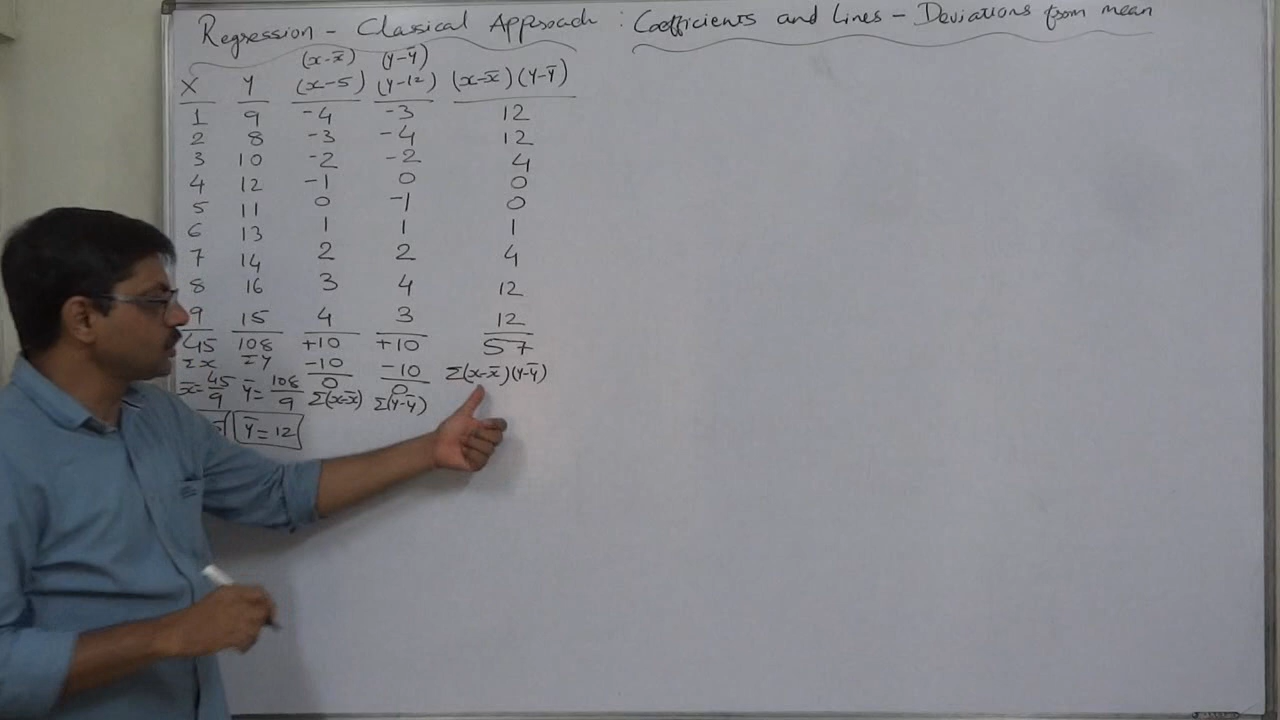 Regression - Classical Approach : Coefficients and Lines - Deviations from mean
(x-x̅) (y-y̅)
X Y (x-5) (y-12) (x-x̅)(y-y̅)
1 9 -4 -3 12
2 8 -3 -4 12
3 10 -2 -2 4
4 12 -1 0 0
5 11 0 -1 0
6 13 1 1 1
7 14 2 2 4
8 16 3 4 12
9 15 4 3 12
45 108 +10 +10 57
Σx Σy -10 -10 Σ(x-x̅)(y-y̅)
x̅=45/9 y̅=108/9 0 0
Σ(x-x̅) Σ(y-y̅)
y̅=12